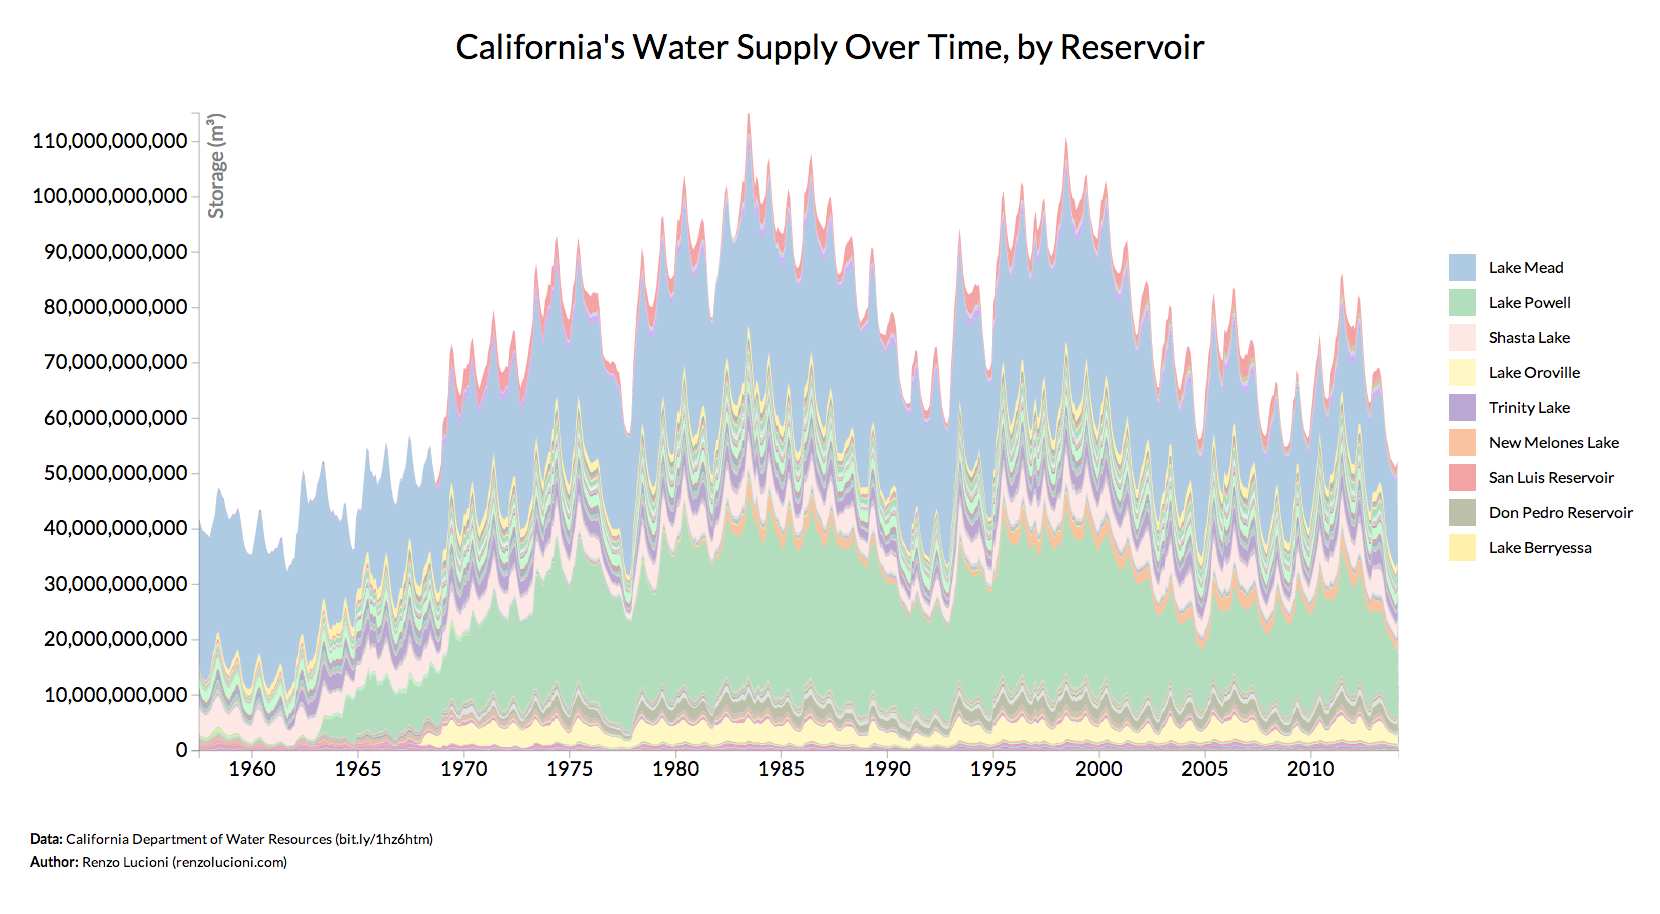 California's Water Supply Over Time, by Reservoir
Storage (m³)
110,000,000,000
100,000,000,000
90,000,000,000
80,000,000,000
70,000,000,000
60,000,000,000
50,000,000,000
40,000,000,000
30,000,000,000
20,000,000,000
10,000,000,000
0
1960 1965 1970 1975 1980 1985 1990 1995 2000 2005 2010
Lake Mead
Lake Powell
Shasta Lake
Lake Oroville
Trinity Lake
New Melones Lake
San Luis Reservoir
Don Pedro Reservoir
Lake Berryessa
Data: California Department of Water Resources (bit.ly/1hz6htm)
Author: Renzo Lucioni (renzolucioni.com)